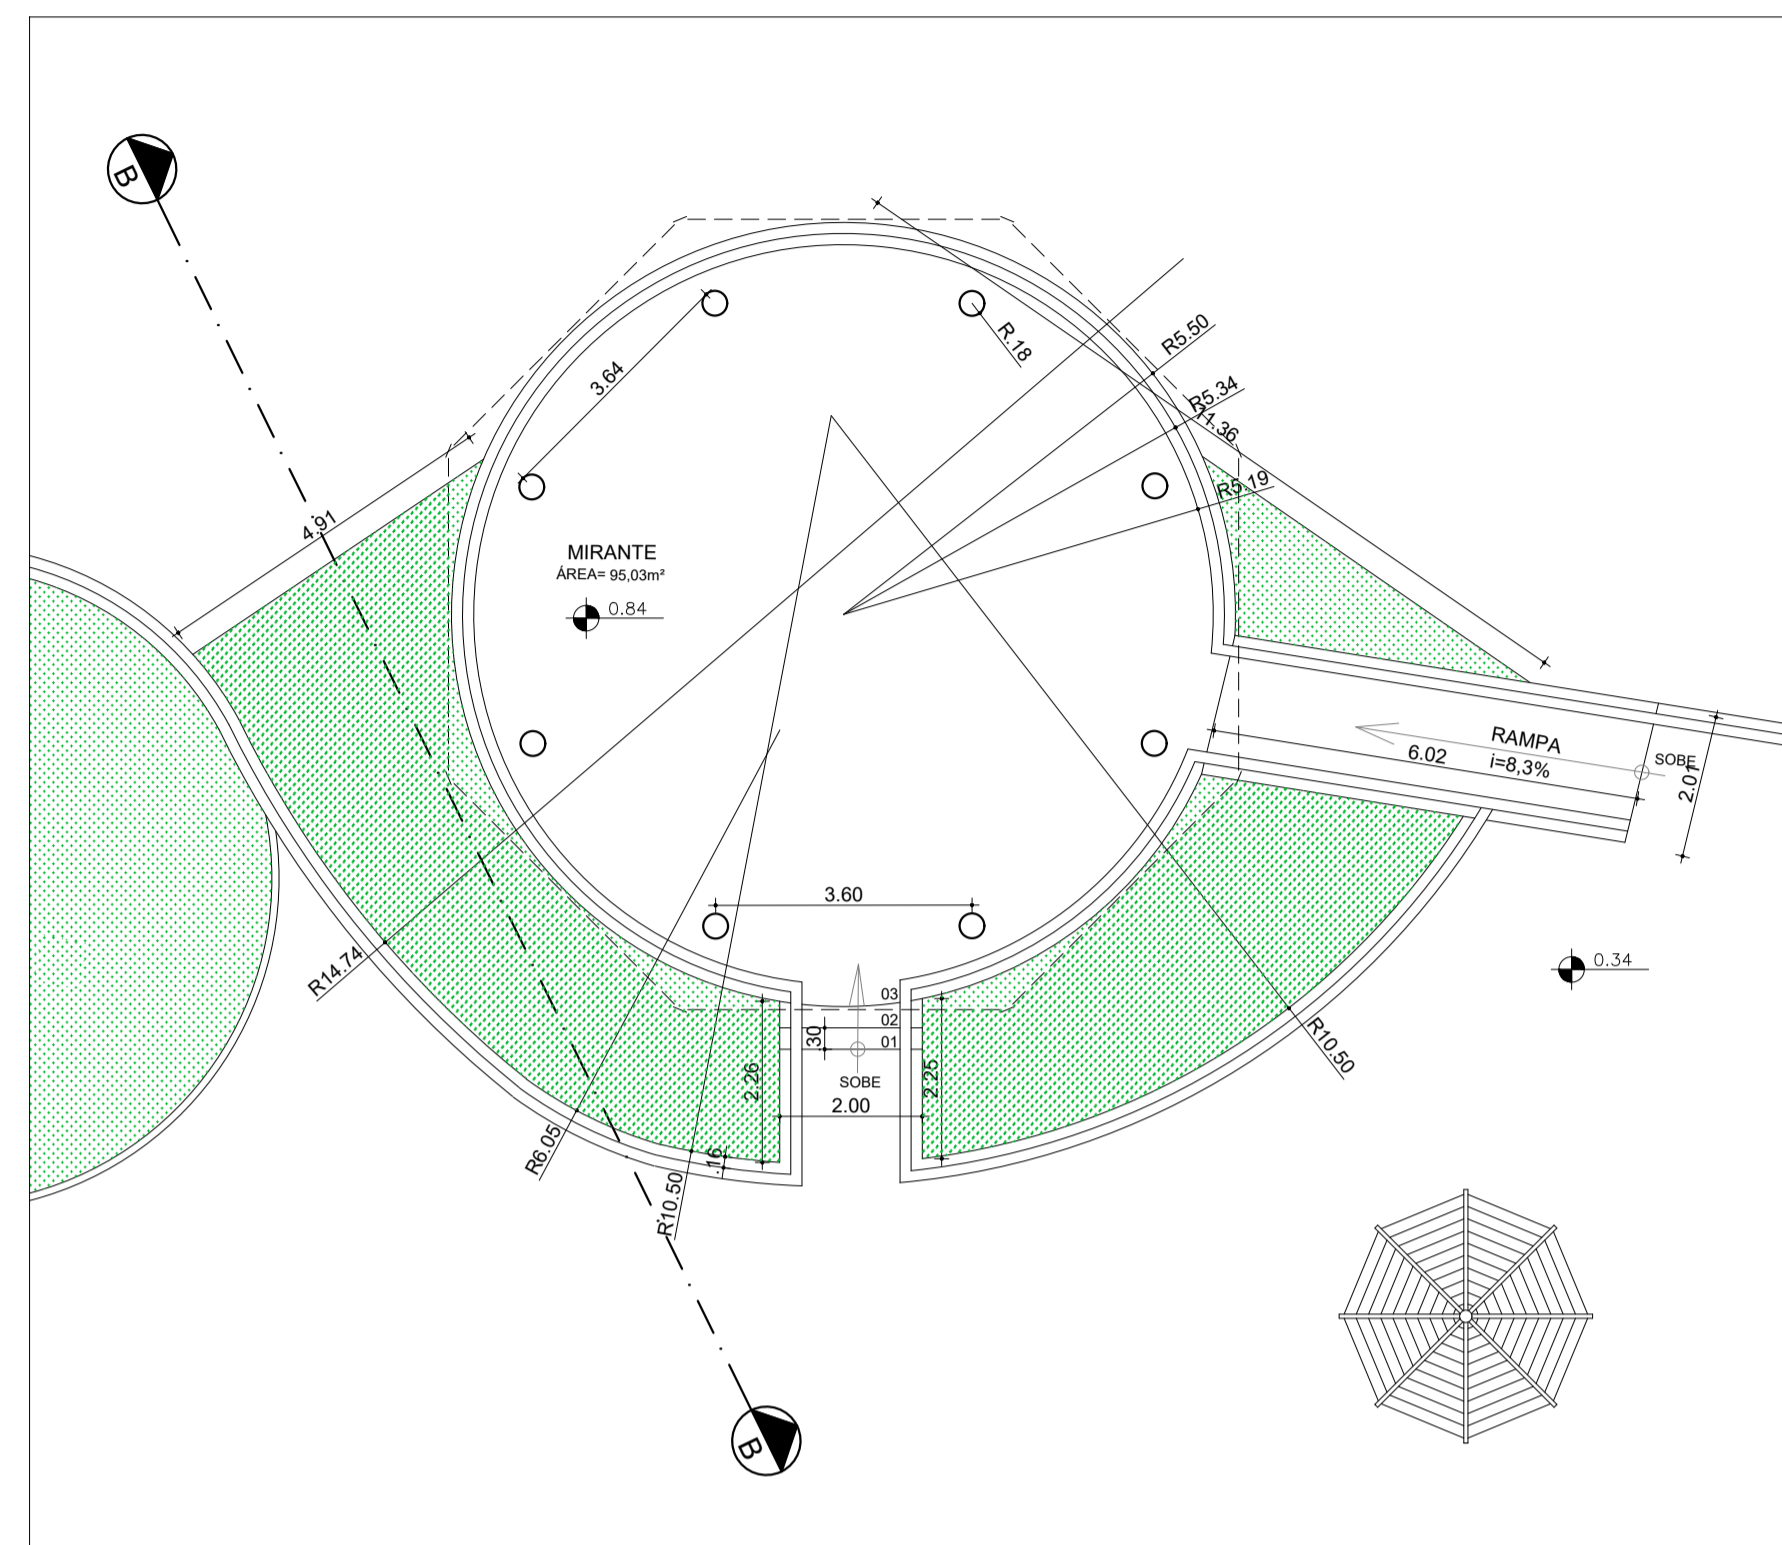 B
R5.50
R.18
R5.34
3.64
11.36
R5.19
4.91
MIRANTE
ÁREA= 95,03m²
0.84
RAMPA
6.02
i=8,3%
SOBE
2.01
3.60
R14.74
0.34
03
02
.30
01
R10.50
2.26
SOBE
2.25
2.00
R6.05
.16
R10.50
B